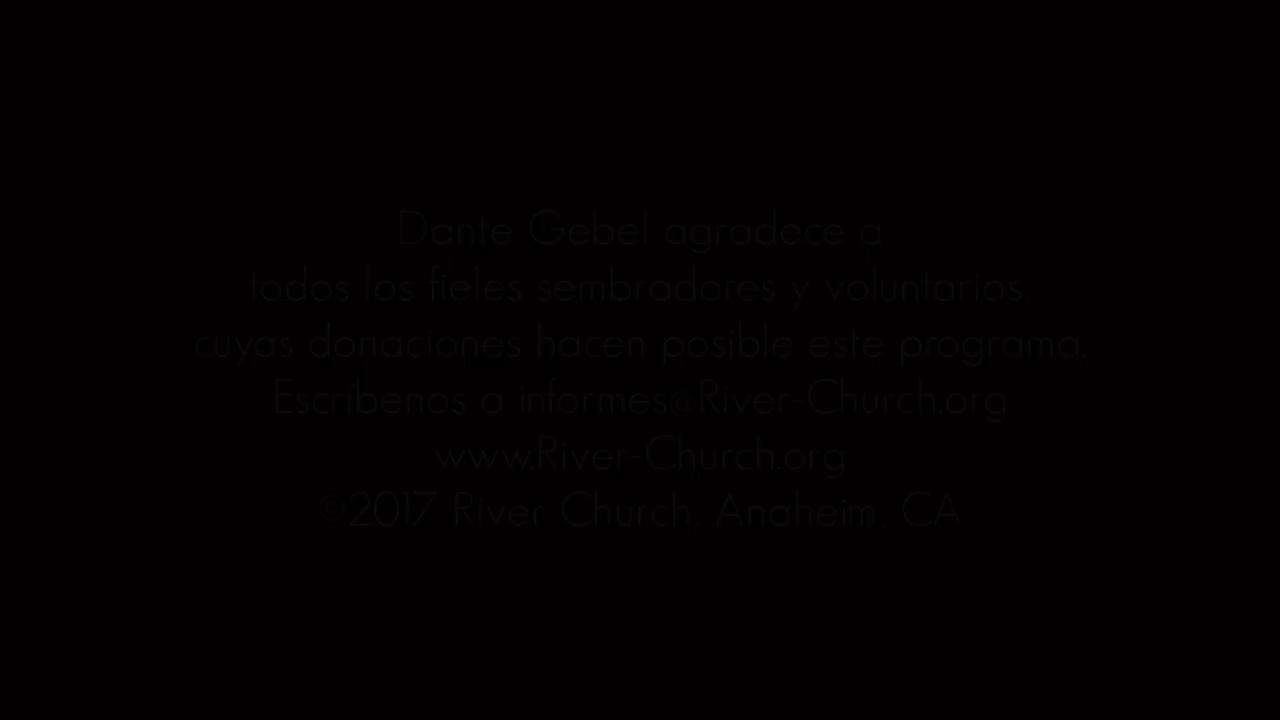 Dante Gebel agradece a
todos los fieles sembradores y voluntarios,
cuyas donaciones hacen posible este programa.
Escríbenos a informes@River-Church.org
www.River-Church.org
©2017 River Church, Anaheim, CA